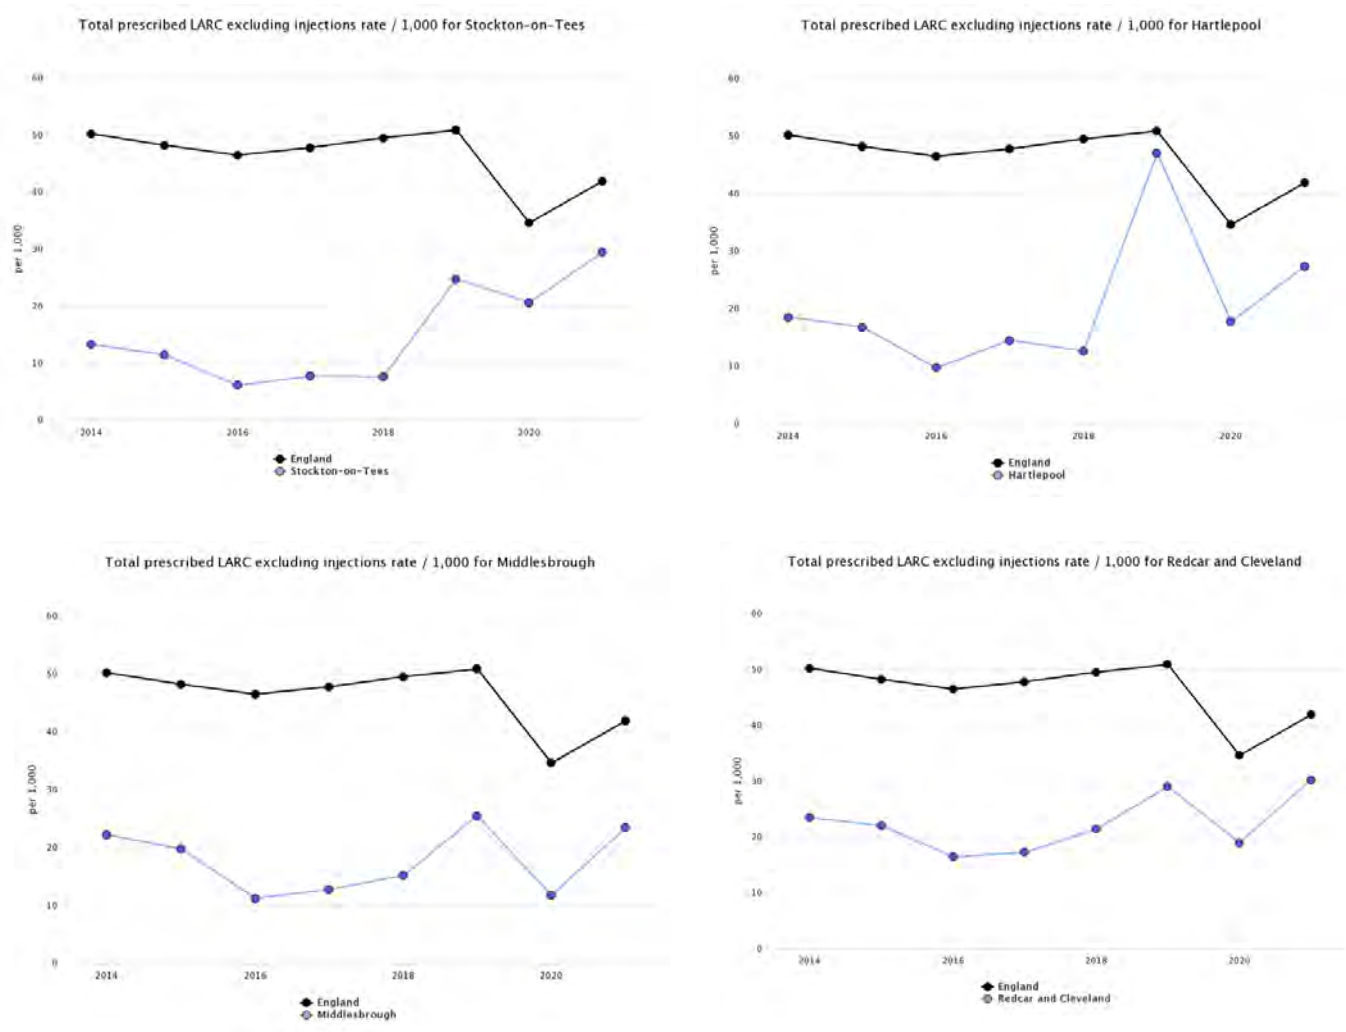 Total prescribed LARC excluding injections rate / 1,000 for Stockton-on-Tees
60
50
40
30
20
10
0
per 1,000
2014
2016
2018
2020
England
Stockton-on-Tees
Total prescribed LARC excluding injections rate / 1,000 for Hartlepool
60
50
40
30
20
10
0
per 1,000
2014
2016
2018
2020
England
Hartlepool
Total prescribed LARC excluding injections rate / 1,000 for Middlesbrough
60
50
40
30
20
10
0
per 1,000
2014
2016
2018
2020
England
Middlesbrough
Total prescribed LARC excluding injections rate / 1,000 for Redcar and Cleveland
60
50
40
30
20
10
0
per 1,000
2014
2016
2018
2020
England
Redcar and Cleveland